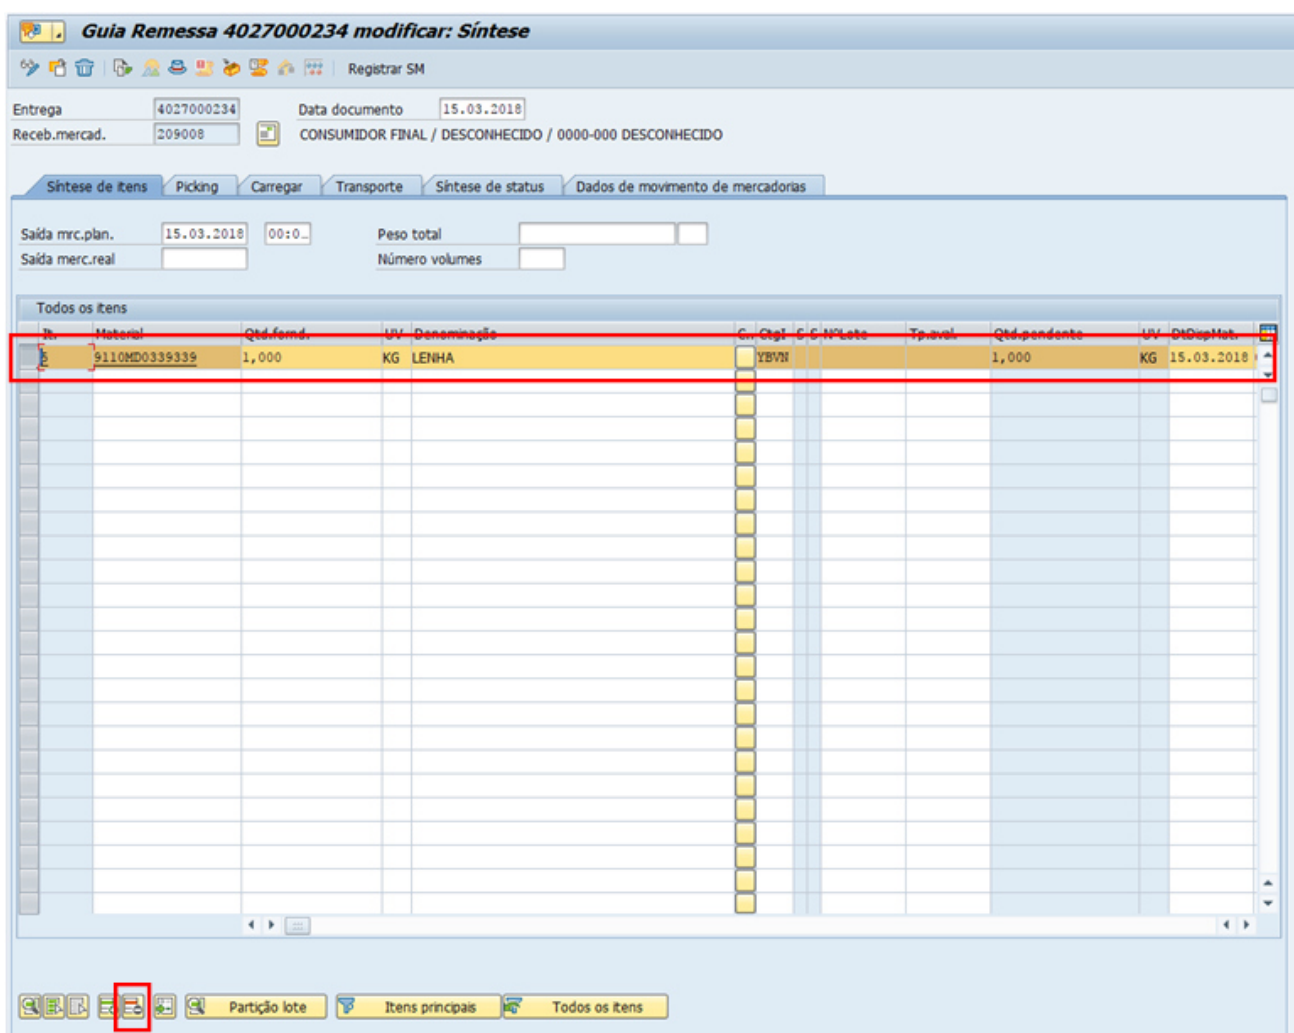 Guia Remessa 4027000234 modificar: Síntese
Registrar SM
Entrega 4027000234 Data documento 15.03.2018
Receb.mercad. 209008 CONSUMIDOR FINAL / DESCONHECIDO / 0000-000 DESCONHECIDO
Síntese de itens Picking Carregar Transporte Síntese de status Dados de movimento de mercadorias
Saída mrc.plan. 15.03.2018 00:0.. Peso total
Saída merc.real Número volumes
Todos os itens
It. Material Qtd.fornd. UV Denominação C. CtgI S S NºLote Tp.aval. Qtd.pendente UV DtDispMat.
5 9110MD0339339 1,000 KG LENHA YBVN 1,000 KG 15.03.2018
Partição lote Itens principais Todos os itens